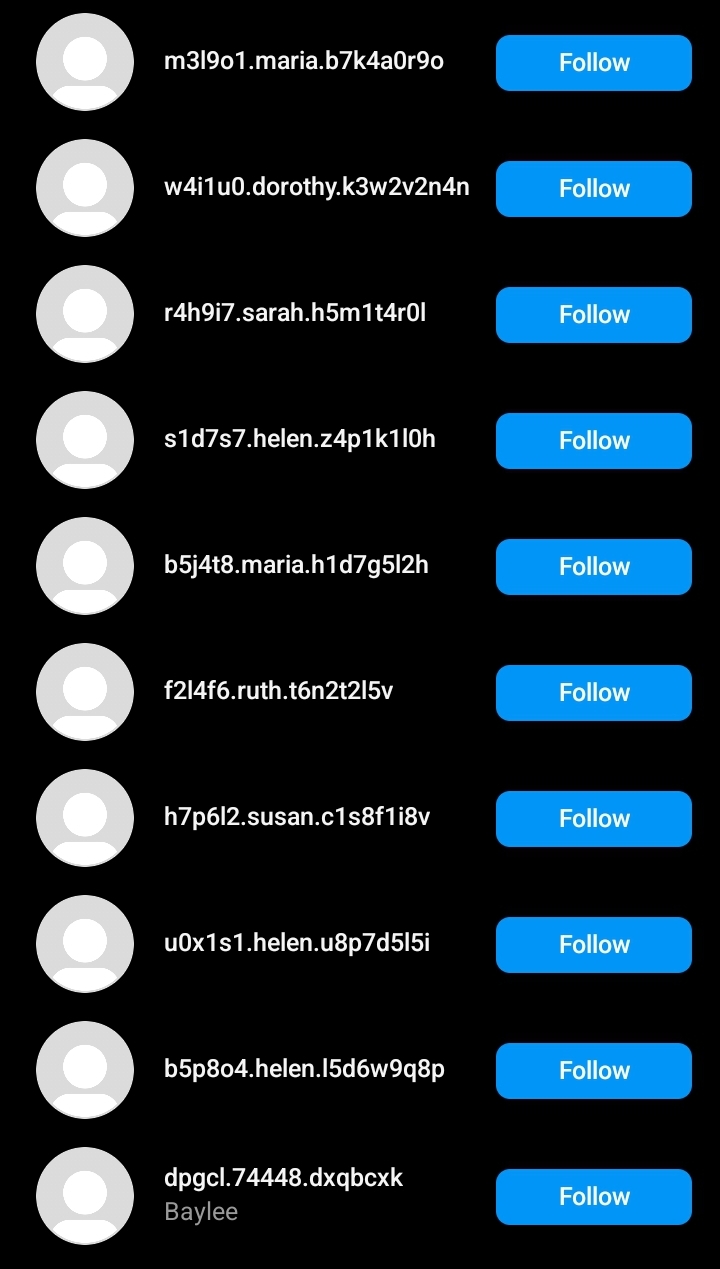 m3l9o1.maria.b7k4a0r9o
Follow
w4i1u0.dorothy.k3w2v2n4n
Follow
r4h9i7.sarah.h5m1t4r0l
Follow
s1d7s7.helen.z4p1k1l0h
Follow
b5j4t8.maria.h1d7g5l2h
Follow
f2l4f6.ruth.t6n2t2l5v
Follow
h7p6l2.susan.c1s8f1i8v
Follow
u0x1s1.helen.u8p7d5l5i
Follow
b5p8o4.helen.l5d6w9q8p
Follow
dpgcl.74448.dxqbcxk
Baylee
Follow